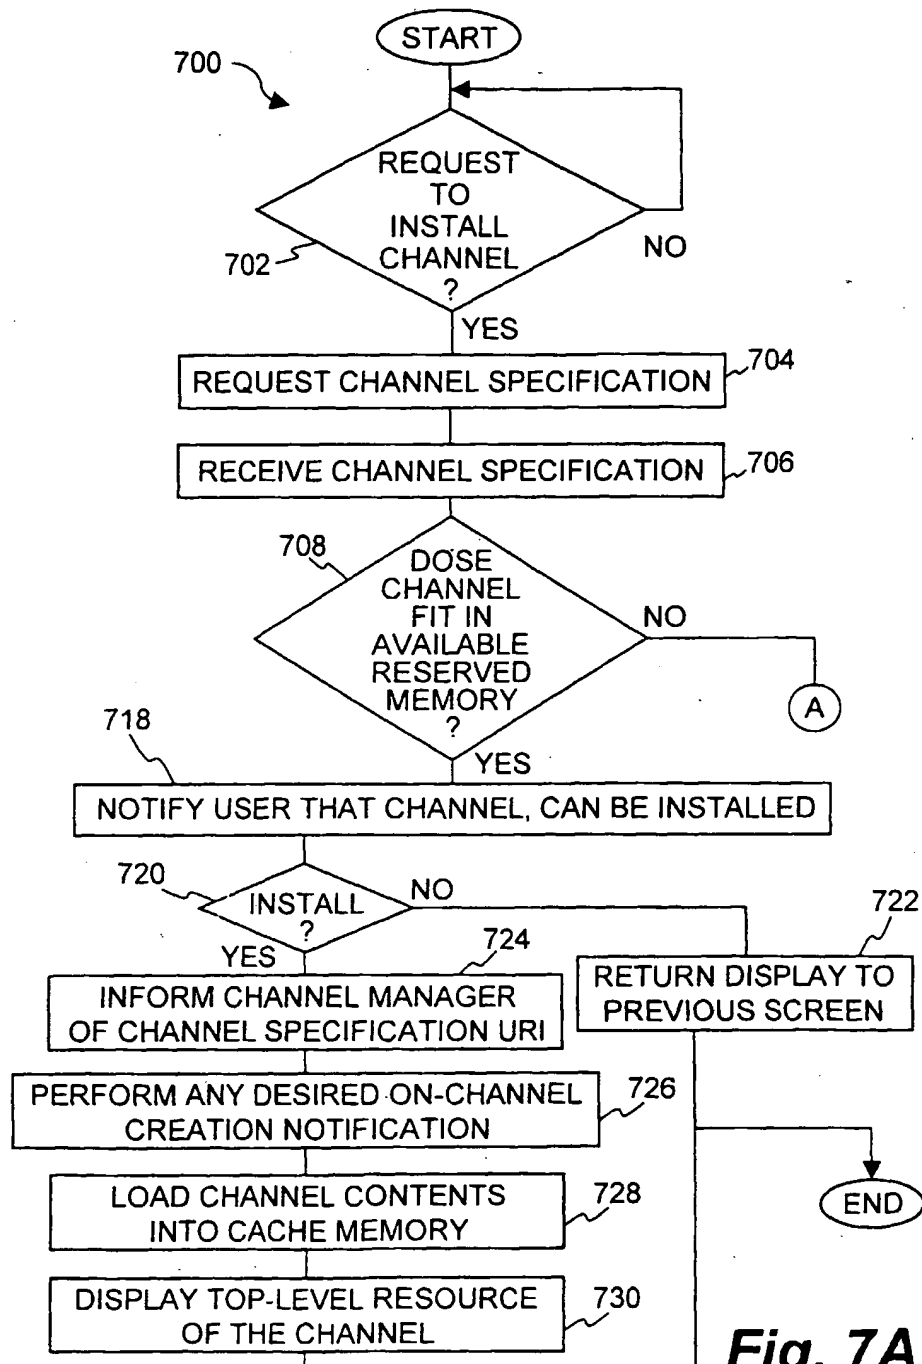 START
700
REQUEST
TO
INSTALL
CHANNEL
?
702
NO
YES
REQUEST CHANNEL SPECIFICATION
704
RECEIVE CHANNEL SPECIFICATION
706
708
DOSE
CHANNEL
FIT IN
AVAILABLE
RESERVED
MEMORY
?
NO
A
YES
718
NOTIFY USER THAT CHANNEL, CAN BE INSTALLED
720
INSTALL
?
NO
YES
722
RETURN DISPLAY TO
PREVIOUS SCREEN
724
INFORM CHANNEL MANAGER
OF CHANNEL SPECIFICATION URI
PERFORM ANY DESIRED ON-CHANNEL
CREATION NOTIFICATION
726
LOAD CHANNEL CONTENTS
INTO CACHE MEMORY
728
END
DISPLAY TOP-LEVEL RESOURCE
OF THE CHANNEL
730
Fig. 7A